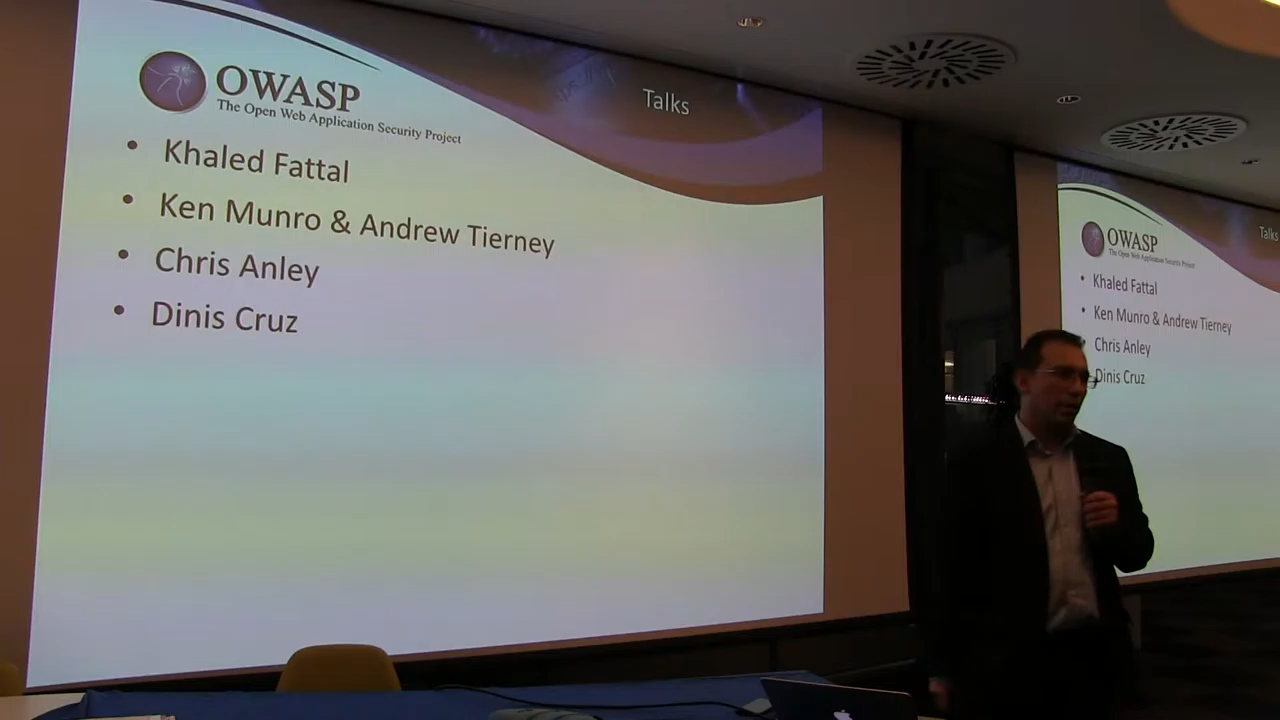 OWASP
The Open Web Application Security Project
Talks
• Khaled Fattal
• Ken Munro & Andrew Tierney
• Chris Anley
• Dinis Cruz
OWASP
The Open Web Application Security Project
Talks
• Khaled Fattal
• Ken Munro & Andrew Tierney
Chris Anley
Dinis Cruz